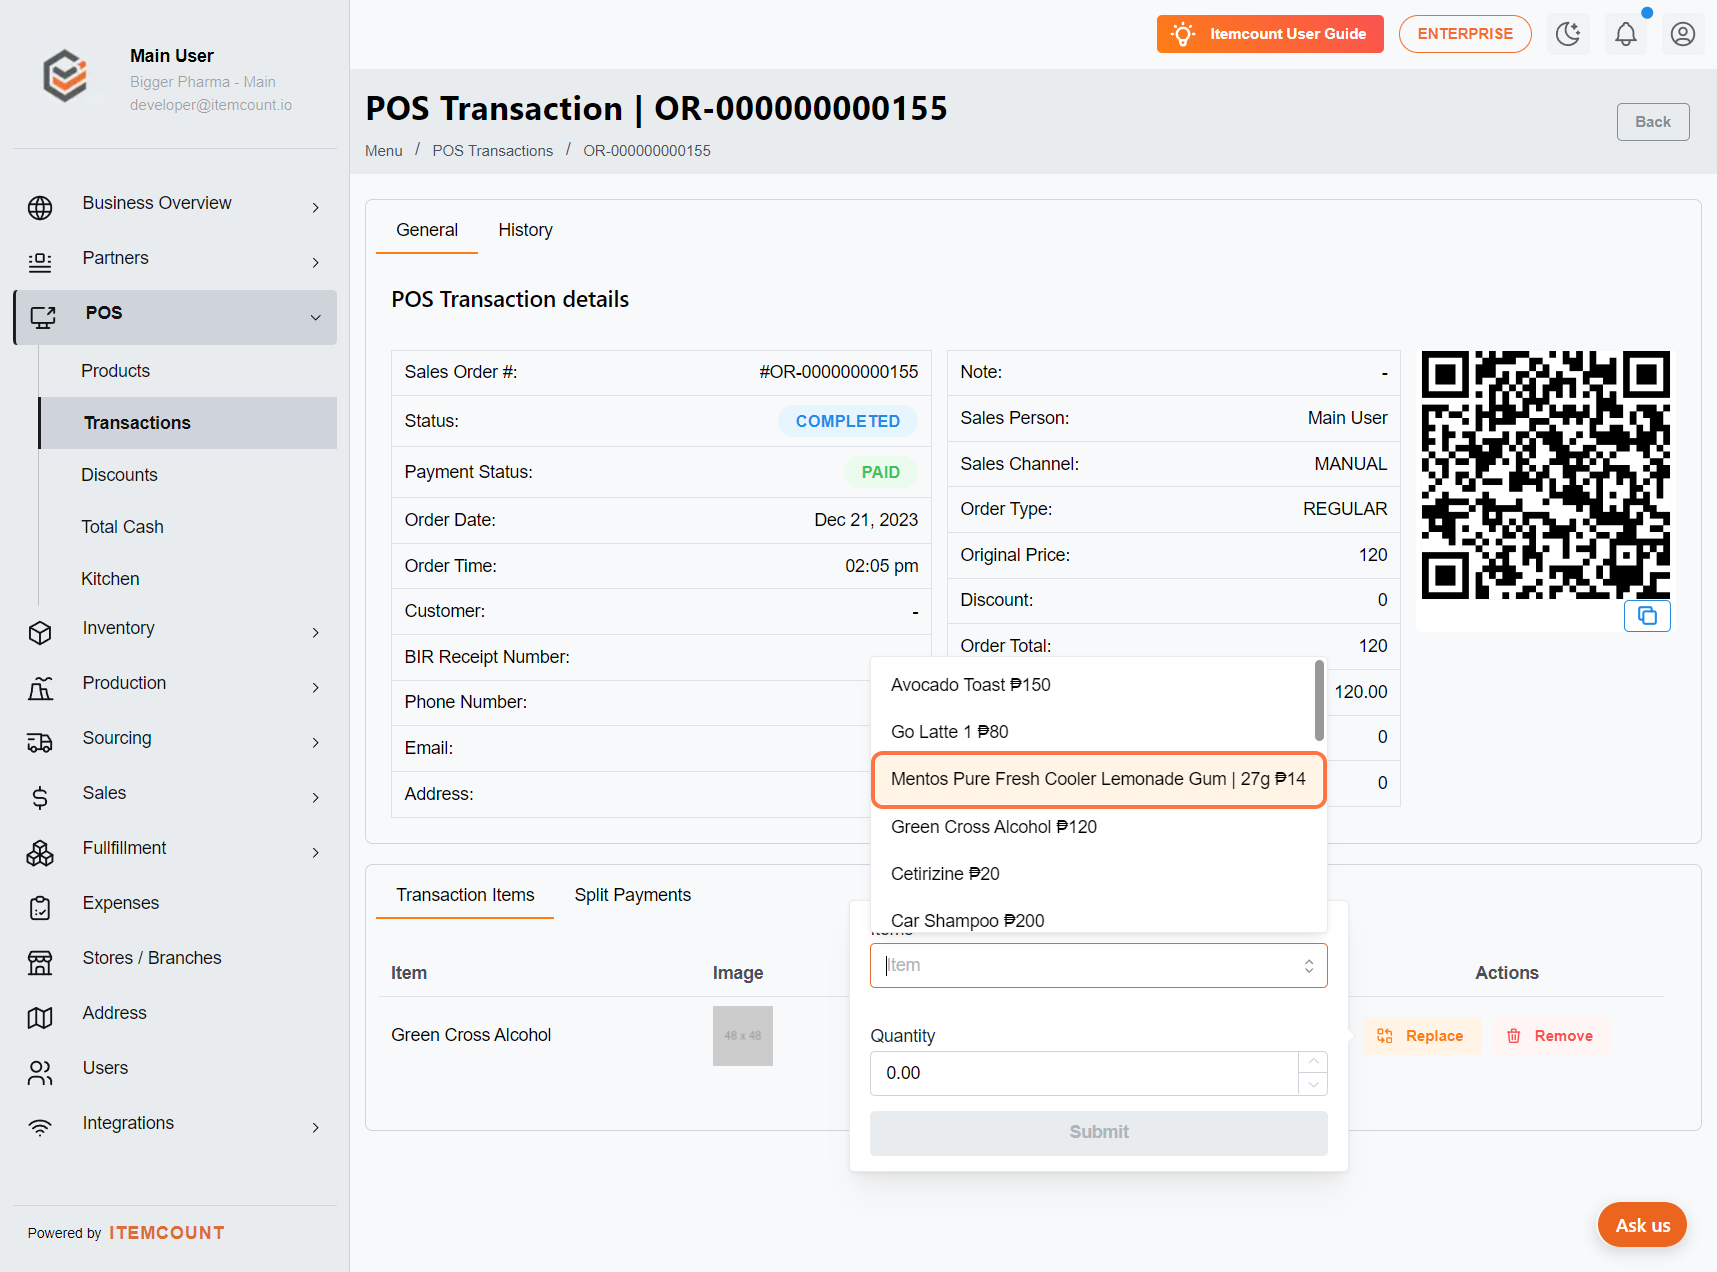 Main User
Bigger Pharma - Main
developer@itemcount.io
Itemcount User Guide
ENTERPRISE
POS Transaction | OR-000000000155
Menu / POS Transactions / OR-000000000155
Back
Business Overview
Partners
POS
Products
Transactions
Discounts
Total Cash
Kitchen
Inventory
Production
Sourcing
Sales
Fullfillment
Expenses
Stores / Branches
Address
Users
Integrations
Powered by ITEMCOUNT
General
History
POS Transaction details
Sales Order #: #OR-000000000155
Status: COMPLETED
Payment Status: PAID
Order Date: Dec 21, 2023
Order Time: 02:05 pm
Customer: -
BIR Receipt Number:
Phone Number:
Email:
Address:
Note: -
Sales Person: Main User
Sales Channel: MANUAL
Order Type: REGULAR
Original Price: 120
Discount: 0
Order Total: 120
120.00
0
0
Avocado Toast ₱150
Go Latte 1 ₱80
Mentos Pure Fresh Cooler Lemonade Gum | 27g ₱14
Green Cross Alcohol ₱120
Cetirizine ₱20
Car Shampoo ₱200
Transaction Items
Split Payments
Items
Item
Item
Image
Actions
Green Cross Alcohol
48 x 48
Quantity
0.00
Submit
Replace
Remove
Ask us